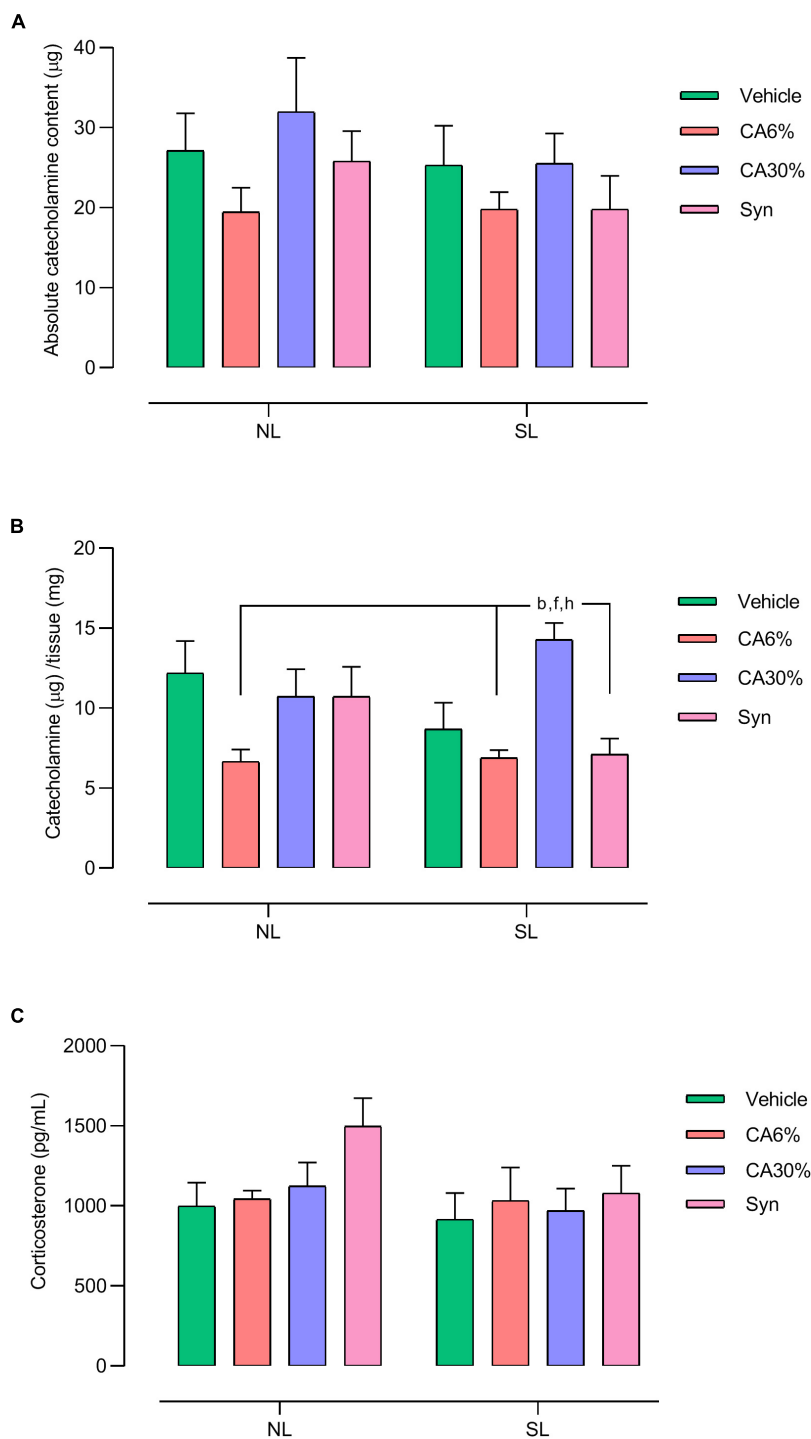 A
Absolute catecholamine content (µg)
40
30
20
10
0
NL
SL
Vehicle
CA6%
CA30%
Syn
B
Catecholamine (µg) /tissue (mg)
20
15
10
5
0
b,f,h
NL
SL
Vehicle
CA6%
CA30%
Syn
C
Corticosterone (pg/mL)
2000
1500
1000
500
0
NL
SL
Vehicle
CA6%
CA30%
Syn